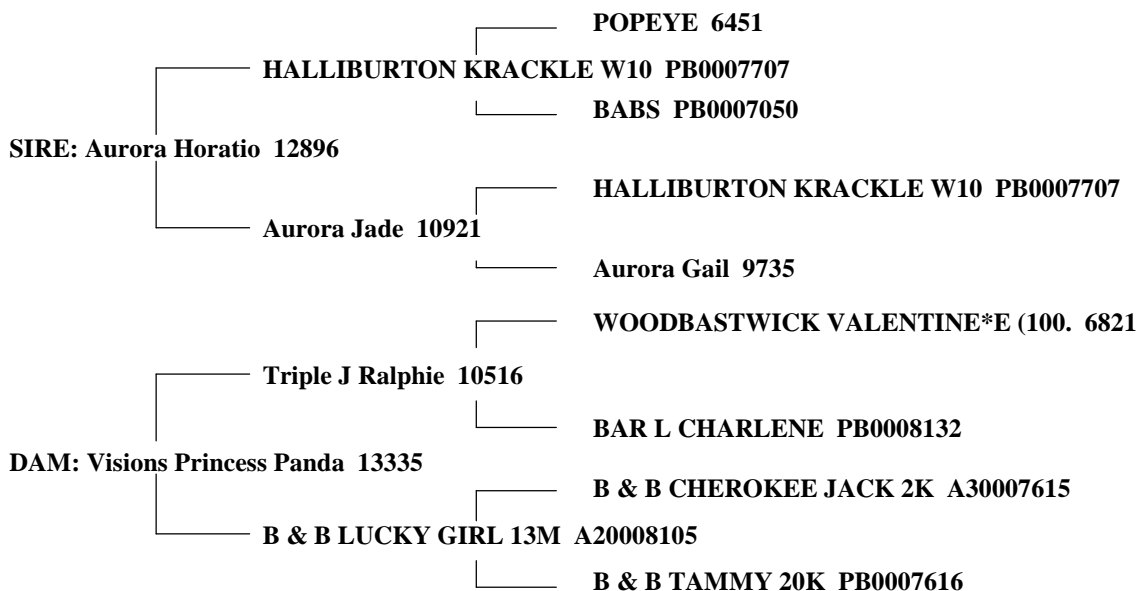 POPEYE 6451
HALLIBURTON KRACKLE W10 PB0007707
BABS PB0007050
SIRE: Aurora Horatio 12896
HALLIBURTON KRACKLE W10 PB0007707
Aurora Jade 10921
Aurora Gail 9735
WOODBASTWICK VALENTINE*E (100. 6821
Triple J Ralphie 10516
BAR L CHARLENE PB0008132
DAM: Visions Princess Panda 13335
B & B CHEROKEE JACK 2K A30007615
B & B LUCKY GIRL 13M A20008105
B & B TAMMY 20K PB0007616